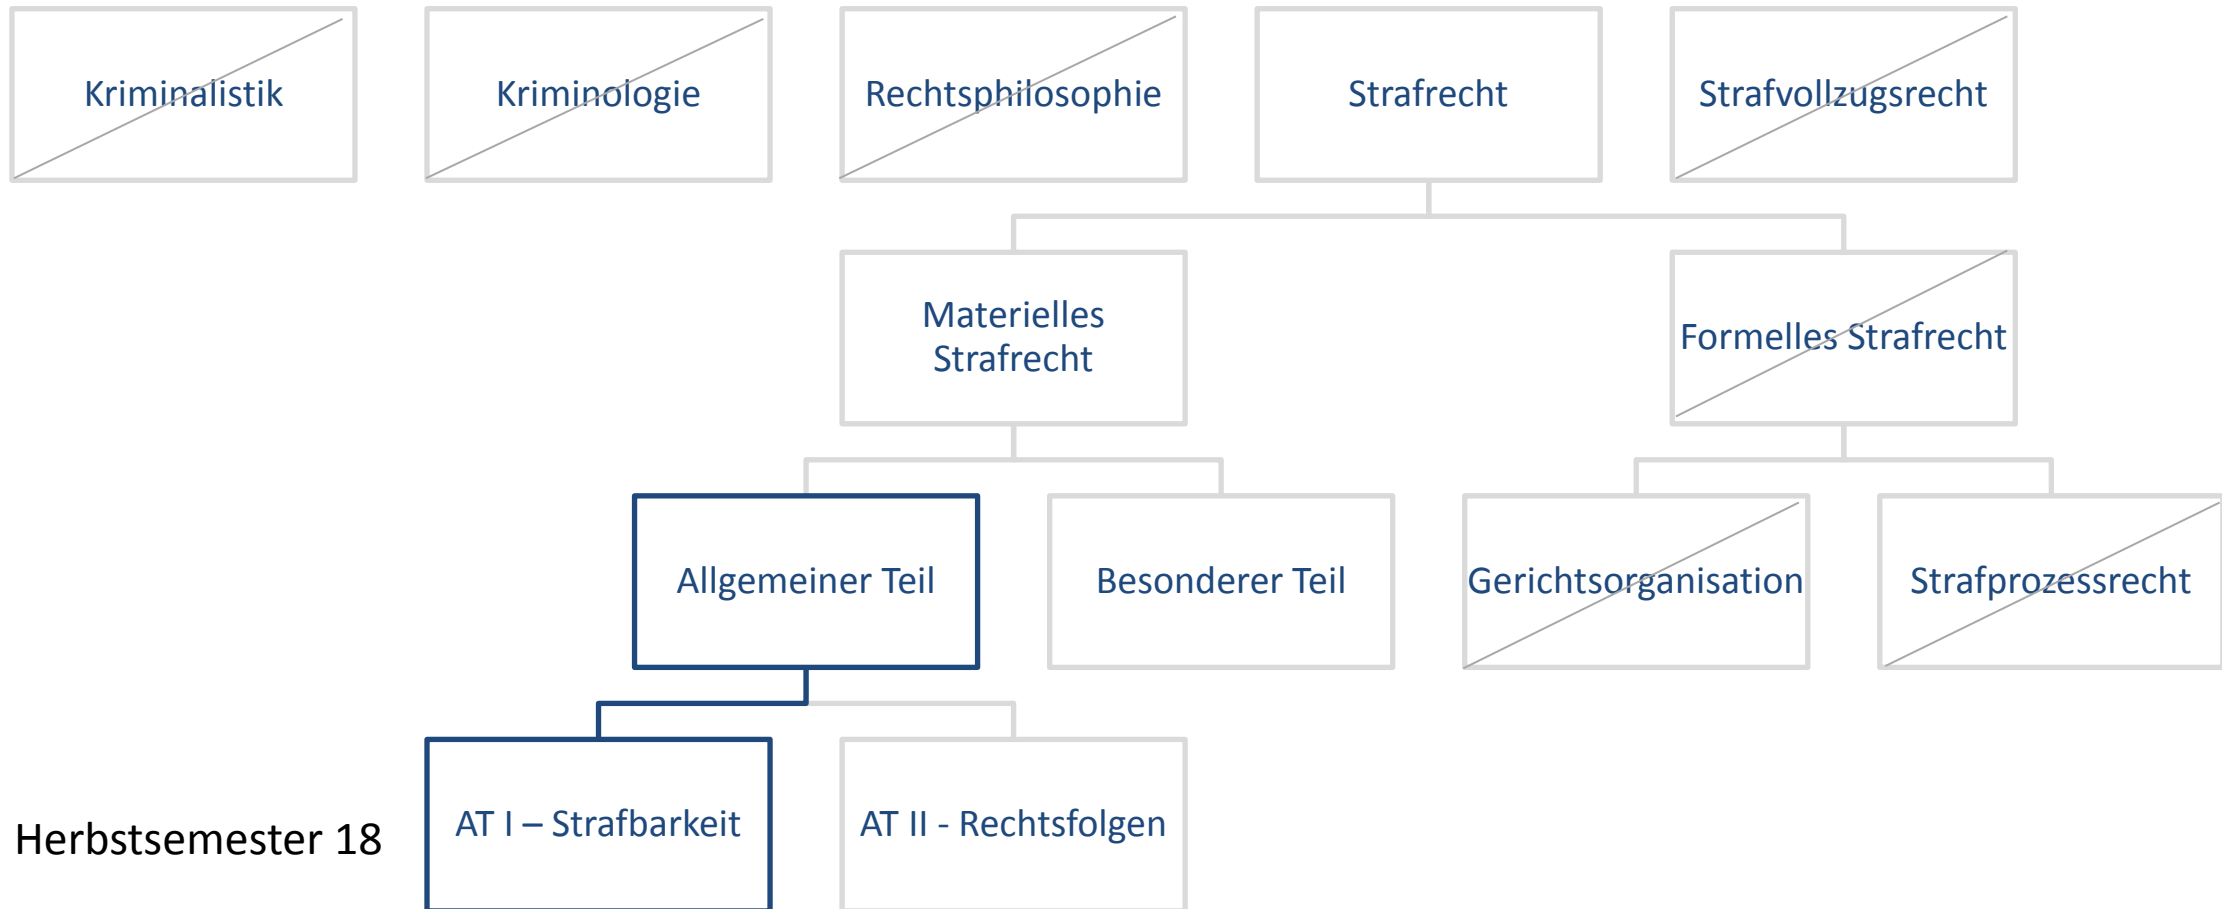 Kriminalistik
Kriminologie
Rechtsphilosophie
Strafrecht
Strafvollzugsrecht
Materielles
Strafrecht
Formelles Strafrecht
Allgemeiner Teil
Besonderer Teil
Gerichtsorganisation
Strafprozessrecht
Herbstsemester 18
AT I – Strafbarkeit
AT II - Rechtsfolgen